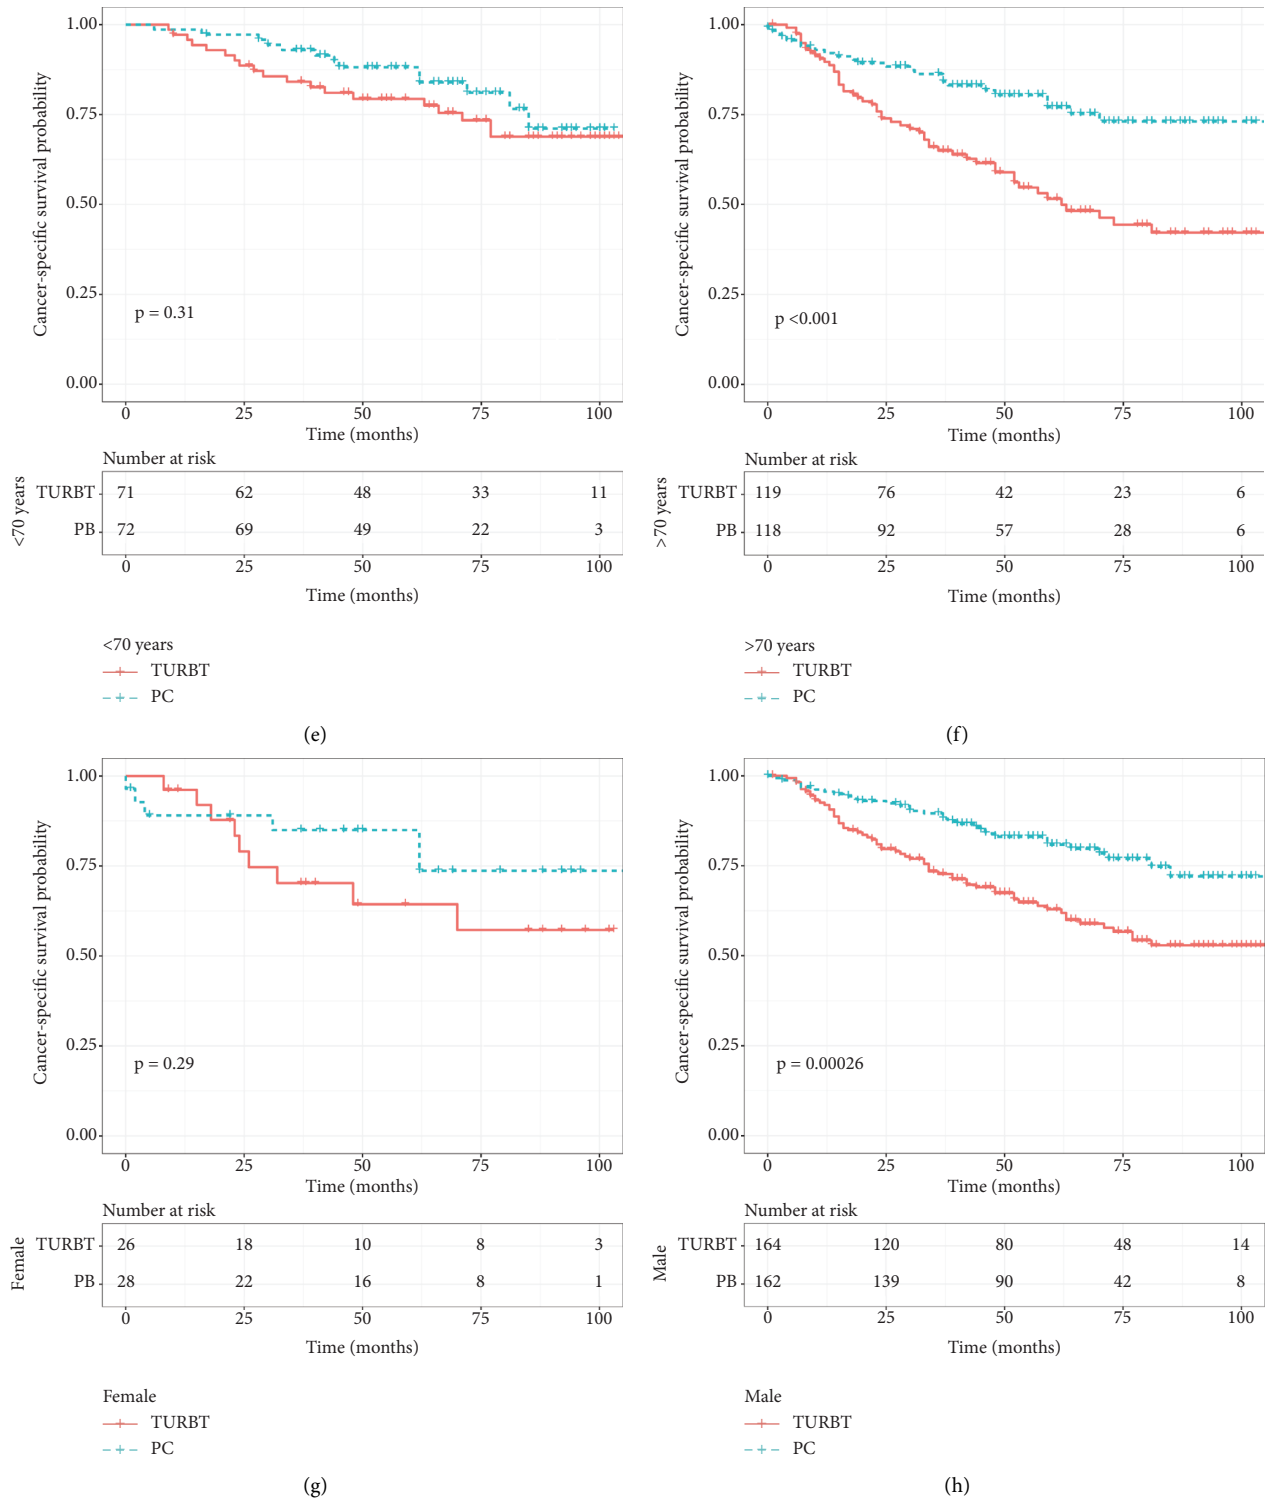 Cancer-specific survival probability
1.00
0.75
0.50
0.25
0.00
p = 0.31
0 25 50 75 100
Time (months)
Number at risk
<70 years
TURBT 71 62 48 33 11
PB 72 69 49 22 3
0 25 50 75 100
Time (months)
<70 years
TURBT
PC
(e)
Cancer-specific survival probability
1.00
0.75
0.50
0.25
0.00
p <0.001
0 25 50 75 100
Time (months)
Number at risk
>70 years
TURBT 119 76 42 23 6
PB 118 92 57 28 6
0 25 50 75 100
Time (months)
>70 years
TURBT
PC
(f)
Cancer-specific survival probability
1.00
0.75
0.50
0.25
0.00
p = 0.29
0 25 50 75 100
Time (months)
Number at risk
Female
TURBT 26 18 10 8 3
PB 28 22 16 8 1
0 25 50 75 100
Time (months)
Female
TURBT
PC
(g)
Cancer-specific survival probability
1.00
0.75
0.50
0.25
0.00
p = 0.00026
0 25 50 75 100
Time (months)
Number at risk
Male
TURBT 164 120 80 48 14
PB 162 139 90 42 8
0 25 50 75 100
Time (months)
Male
TURBT
PC
(h)